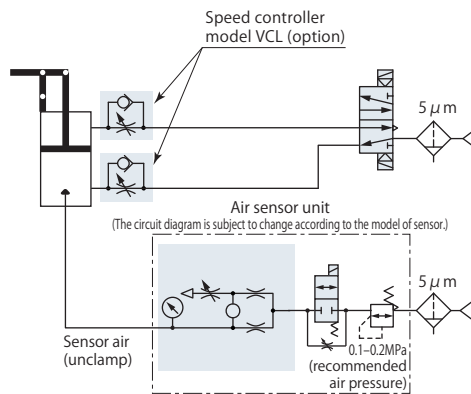 Speed controller
model VCL (option)
5 μm
Air sensor unit
(The circuit diagram is subject to change according to the model of sensor.)
5 μm
Sensor air
(unclamp)
0.1–0.2MPa
(recommended
air pressure)